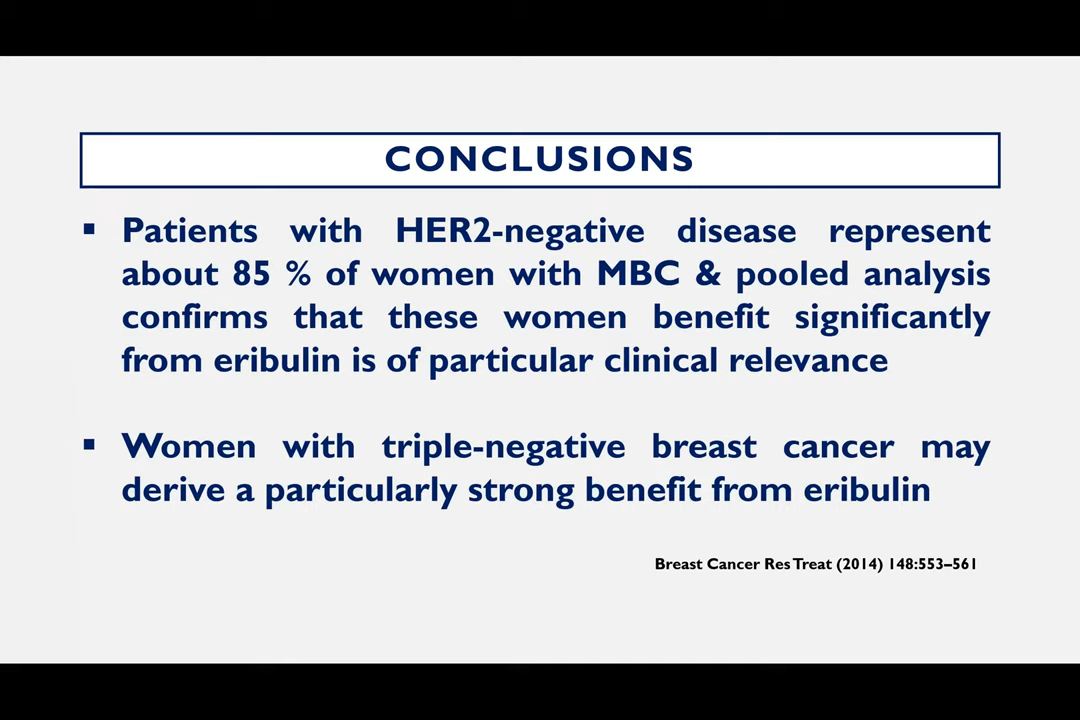 CONCLUSIONS
▪ Patients with HER2-negative disease represent
about 85 % of women with MBC & pooled analysis
confirms that these women benefit significantly
from eribulin is of particular clinical relevance
▪ Women with triple-negative breast cancer may
derive a particularly strong benefit from eribulin
Breast Cancer Res Treat (2014) 148:553–561